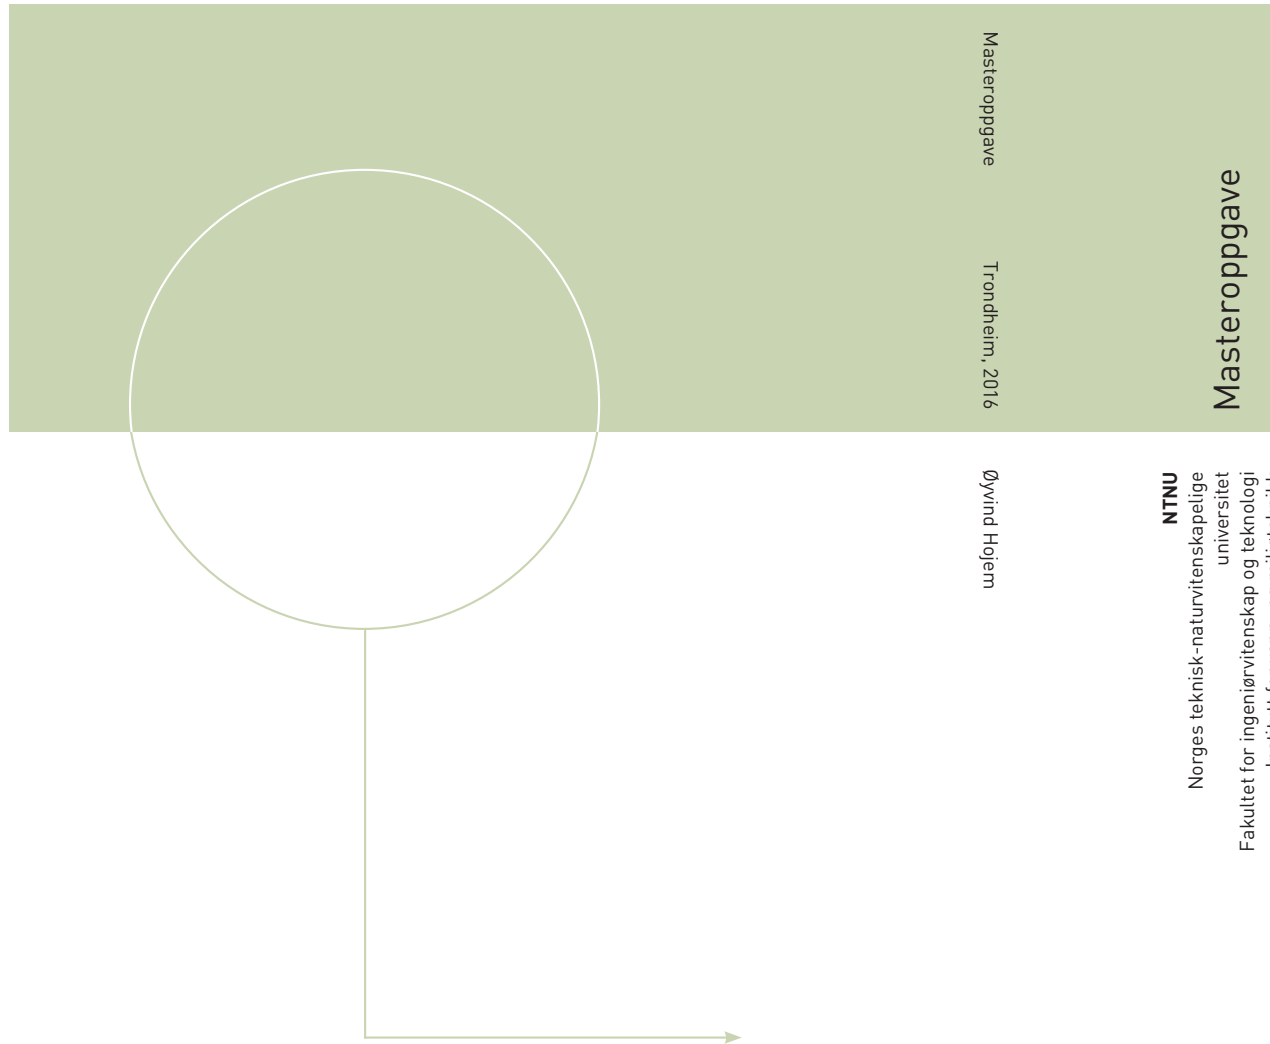 Masteroppgave
Trondheim, 2016
Øyvind Hojem
Masteroppgave
NTNU
Norges teknisk-naturvitenskapelige
universitet
Fakultet for ingeniørvitenskap og teknologi